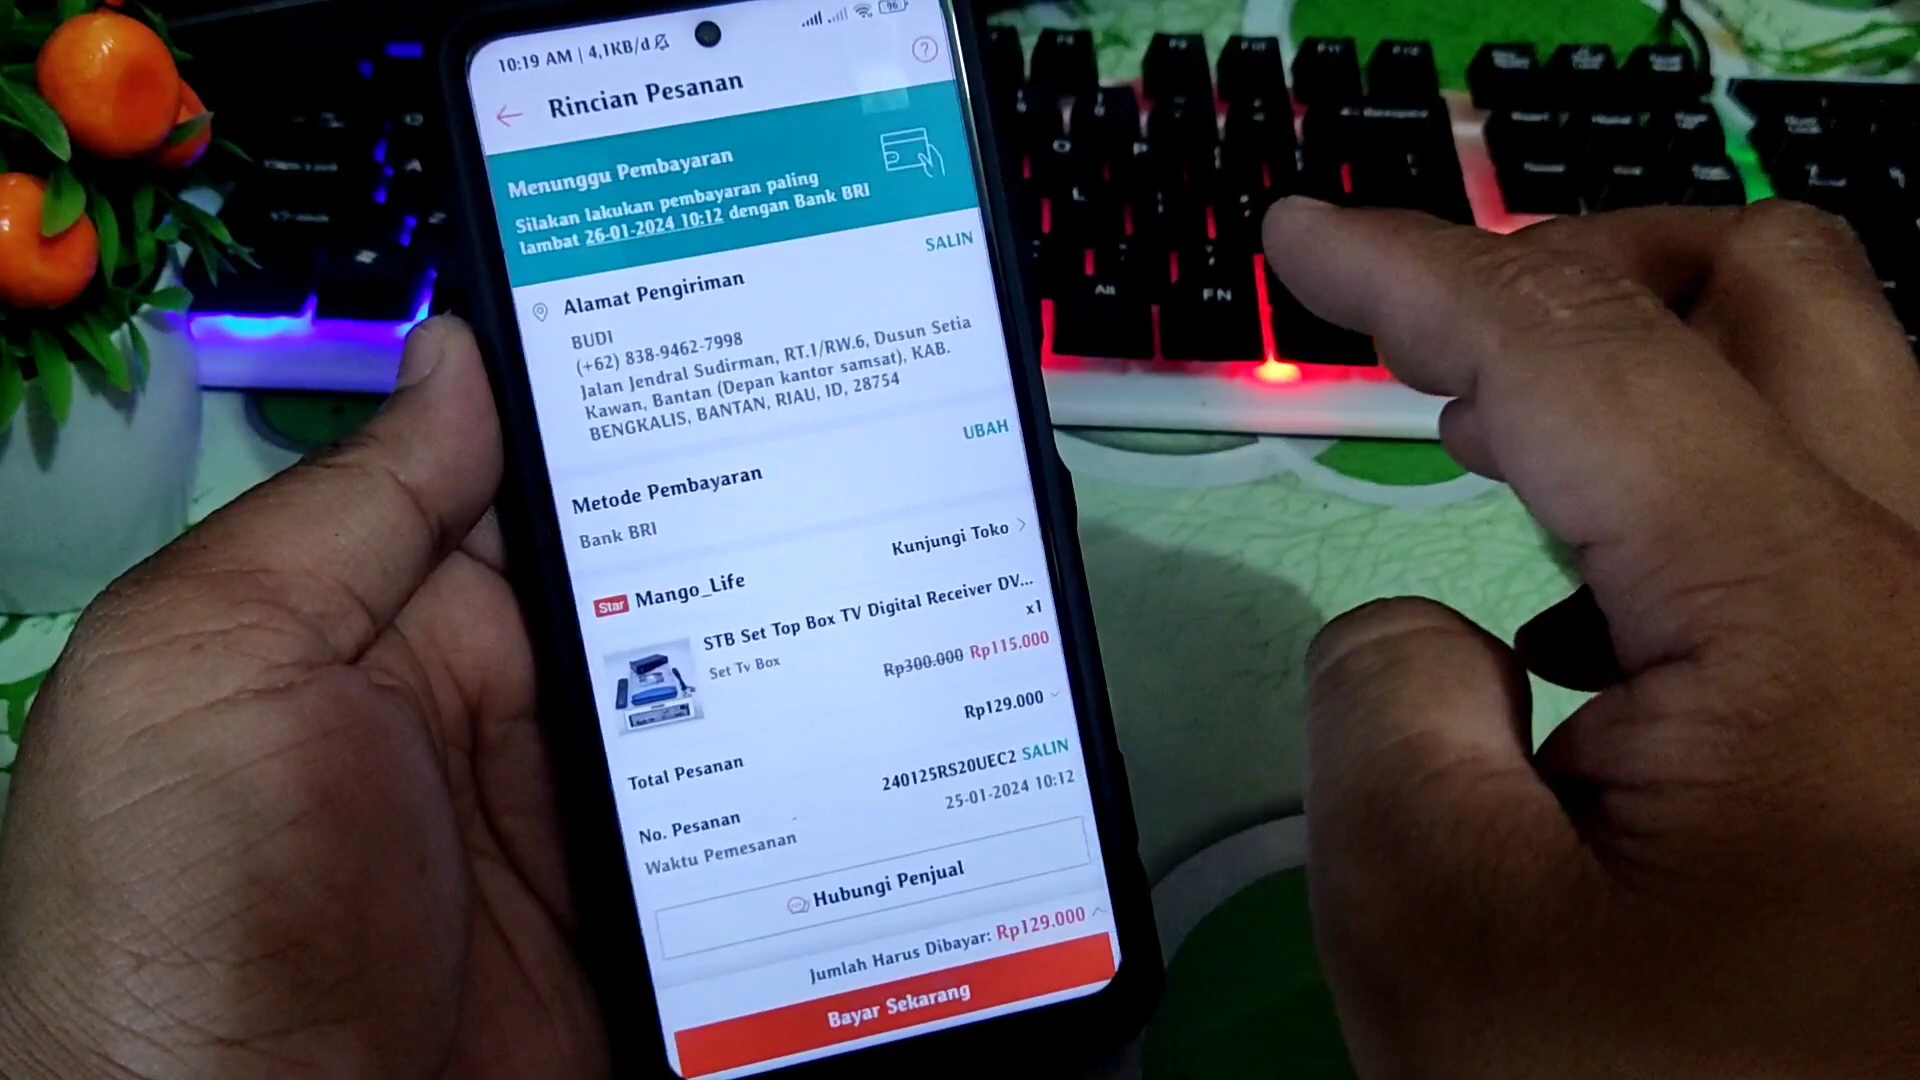 10:19 AM | 4,1KB/d
96
Rincian Pesanan
?
Menunggu Pembayaran
Silakan lakukan pembayaran paling
lambat 26-01-2024 10:12 dengan Bank BRI
Alamat Pengiriman
SALIN
BUDI
(+62) 838-9462-7998
Jalan Jendral Sudirman, RT.1/RW.6, Dusun Setia
Kawan, Bantan (Depan kantor samsat), KAB.
BENGKALIS, BANTAN, RIAU, ID, 28754
Metode Pembayaran
UBAH
Bank BRI
Star Mango_Life
Kunjungi Toko >
STB Set Top Box TV Digital Receiver DV...
Set Tv Box
x1
Rp300.000 Rp115.000
Total Pesanan
Rp129.000
No. Pesanan
240125RS20UEC2 SALIN
Waktu Pemesanan
25-01-2024 10:12
Hubungi Penjual
Jumlah Harus Dibayar: Rp129.000
Bayar Sekarang
O
P
L
Alt
FN
A